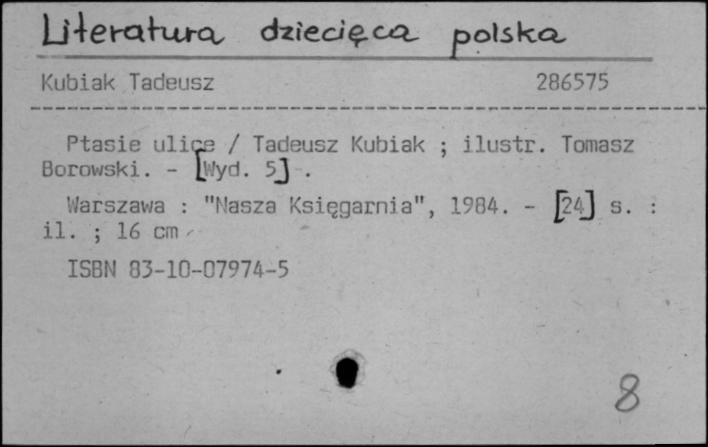 Literatura dziecięca polska
Kubiak Tadeusz 286575
Ptasie ulice / Tadeusz Kubiak ; ilustr. Tomasz
Borowski. - [Wyd. 5] .
Warszawa : "Nasza Księgarnia", 1984. - [24] s. :
il. ; 16 cm
ISBN 83-10-07974-5
8